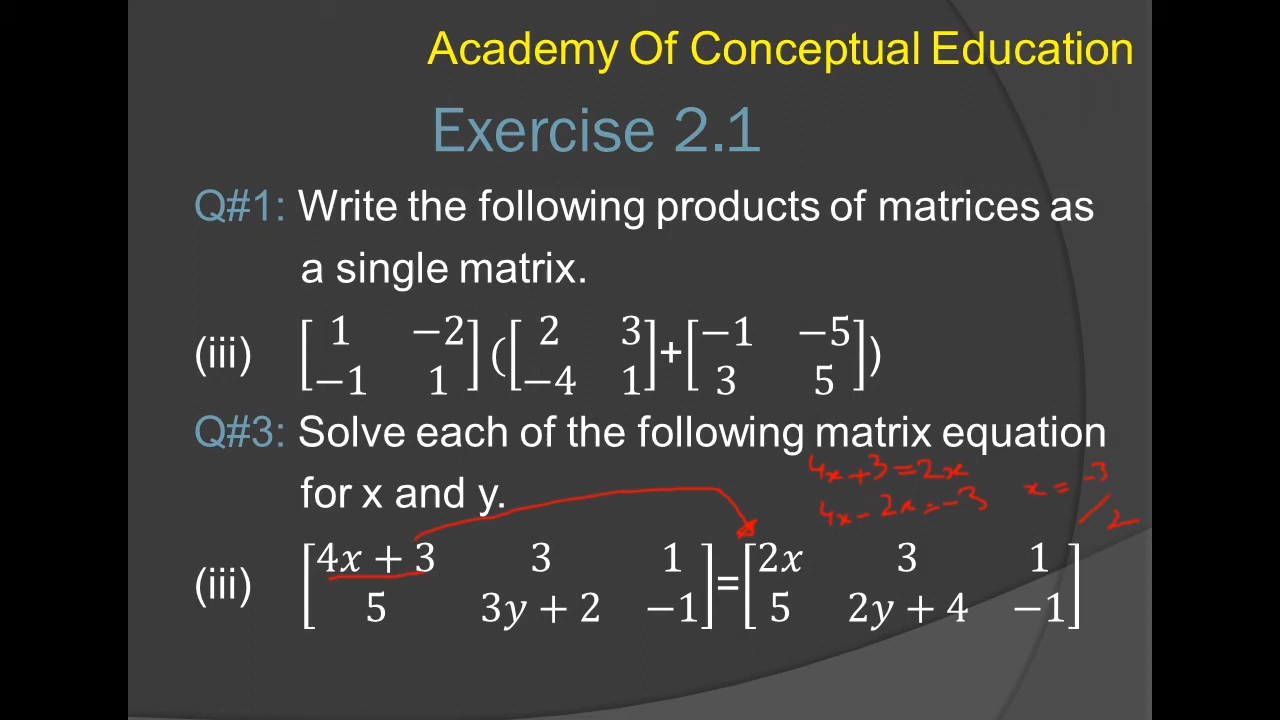 Academy Of Conceptual Education
Exercise 2.1
Q#1: Write the following products of matrices as
a single matrix.
(iii) [1 −2; −1 1] ([2 3; −4 1]+[−1 −5; 3 5])
Q#3: Solve each of the following matrix equation
for x and y.
4x+3=2x
4x-2x=-3 x=-3/2
(iii) [4x + 3 3 1; 5 3y + 2 −1]=[2x 3 1; 5 2y + 4 −1]